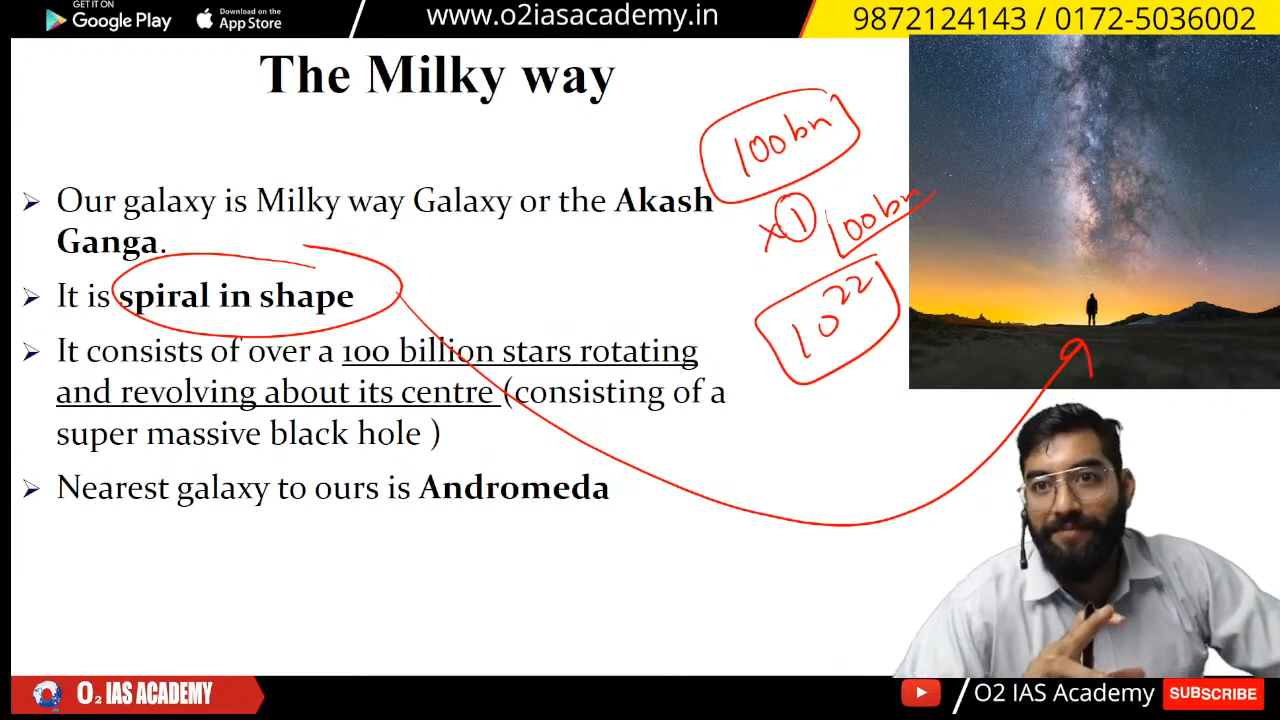 GET IT ON
Google Play
Download on the
App Store
www.o2iasacademy.in
9872124143 / 0172-5036002
The Milky way
100bn
x 100bn
10²²
Our galaxy is Milky way Galaxy or the Akash
Ganga.
It is spiral in shape
It consists of over a 100 billion stars rotating
and revolving about its centre (consisting of a
super massive black hole )
Nearest galaxy to ours is Andromeda
O₂ IAS ACADEMY
O2 IAS Academy
SUBSCRIBE